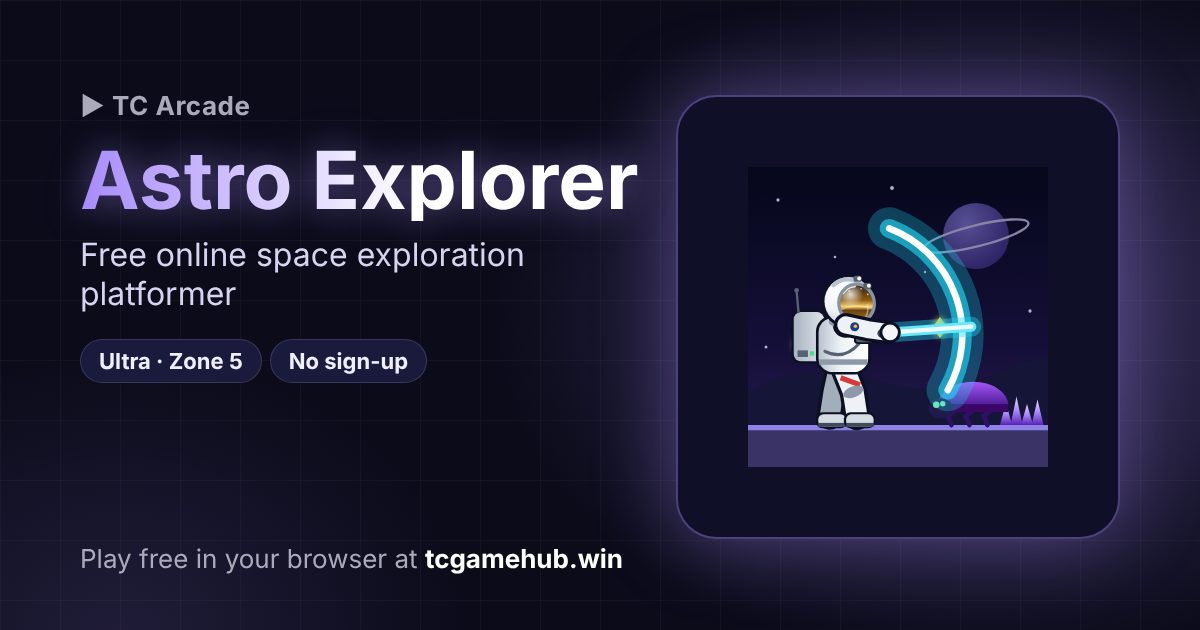 ▶ TC Arcade
Astro Explorer
Free online space exploration
platformer
Ultra · Zone 5
No sign-up
Play free in your browser at tcgamehub.win